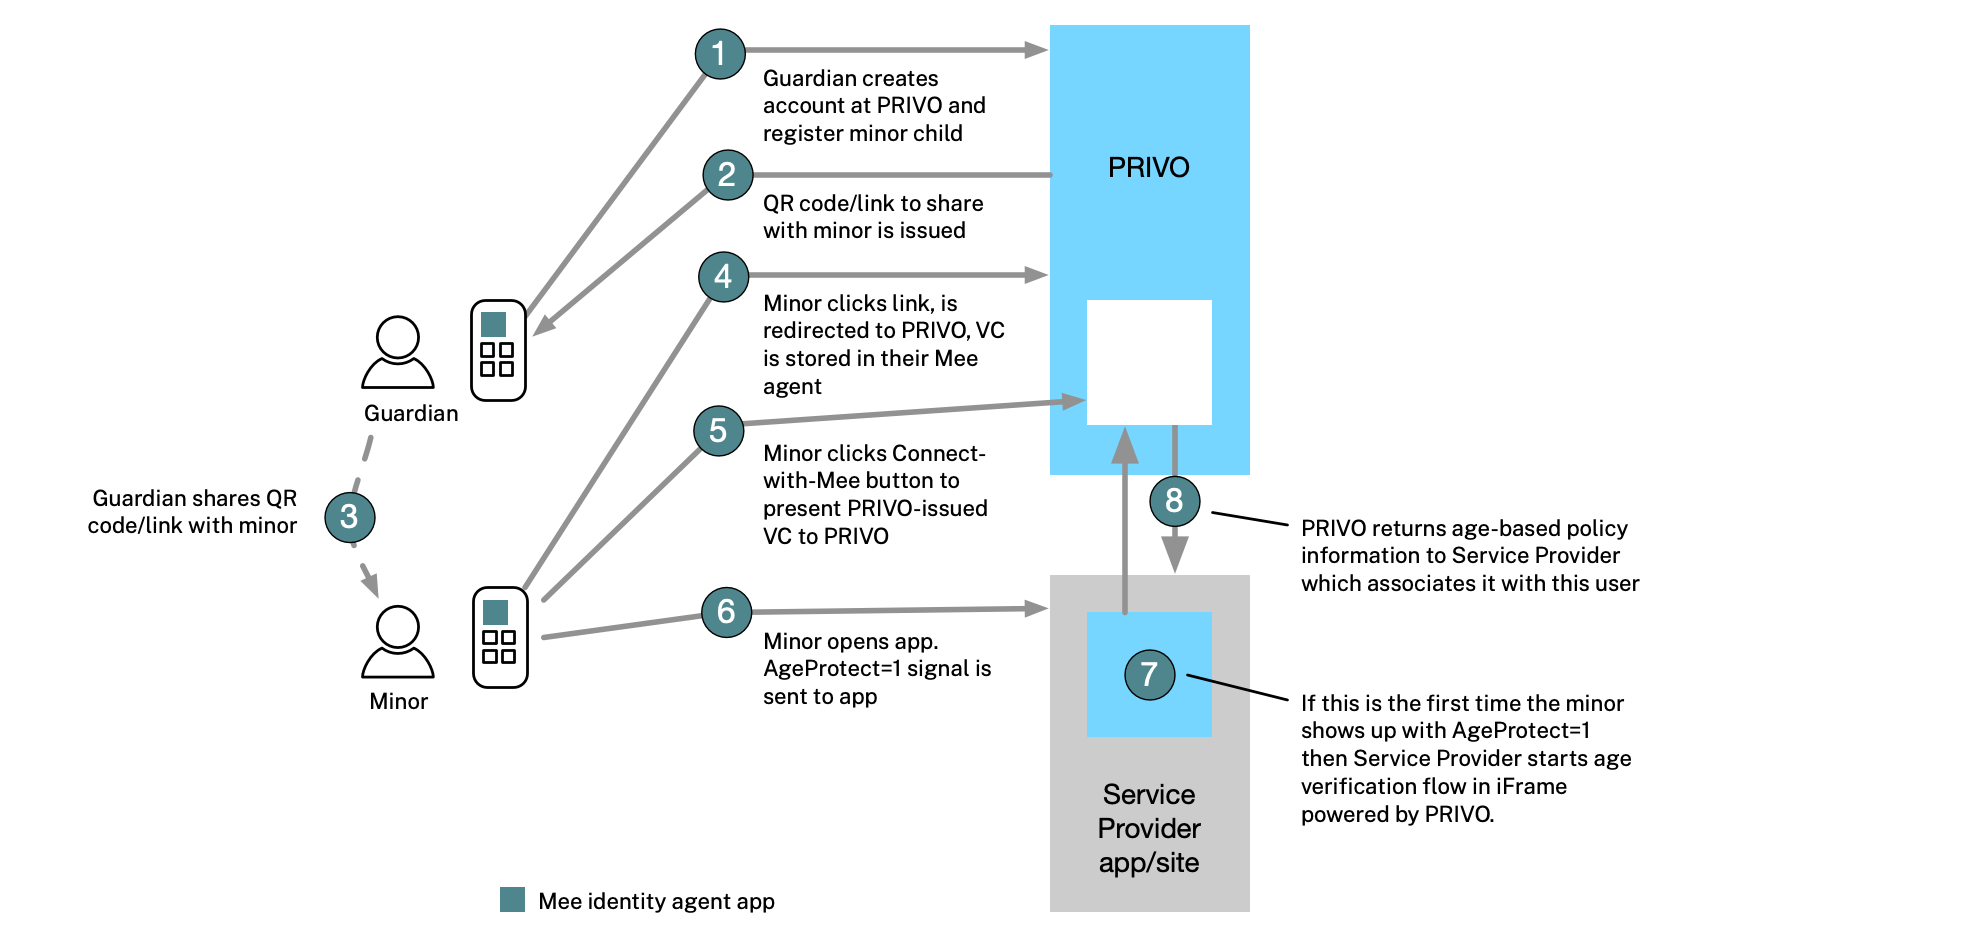 1
Guardian creates
account at PRIVO and
register minor child
2
QR code/link to share
with minor is issued
PRIVO
4
Minor clicks link, is
redirected to PRIVO, VC
is stored in their Mee
agent
Guardian
5
Minor clicks Connect-
with-Mee button to
present PRIVO-issued
VC to PRIVO
Guardian shares QR
code/link with minor
3
8
PRIVO returns age-based policy
information to Service Provider
which associates it with this user
6
Minor opens app.
AgeProtect=1 signal is
sent to app
Minor
7
If this is the first time the minor
shows up with AgeProtect=1
then Service Provider starts age
verification flow in iFrame
powered by PRIVO.
Service
Provider
app/site
Mee identity agent app